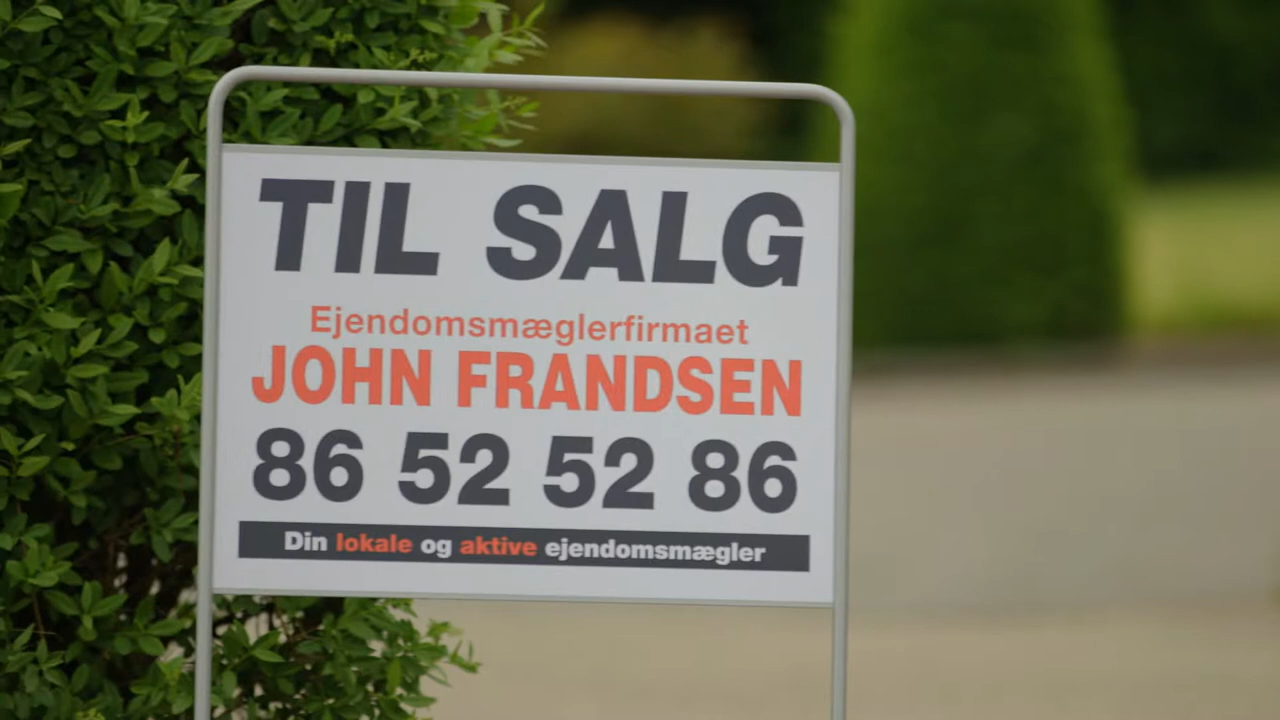 TIL SALG
Ejendomsmæglerfirmaet
JOHN FRANDSEN
86 52 52 86
Din lokale og aktive ejendomsmægler